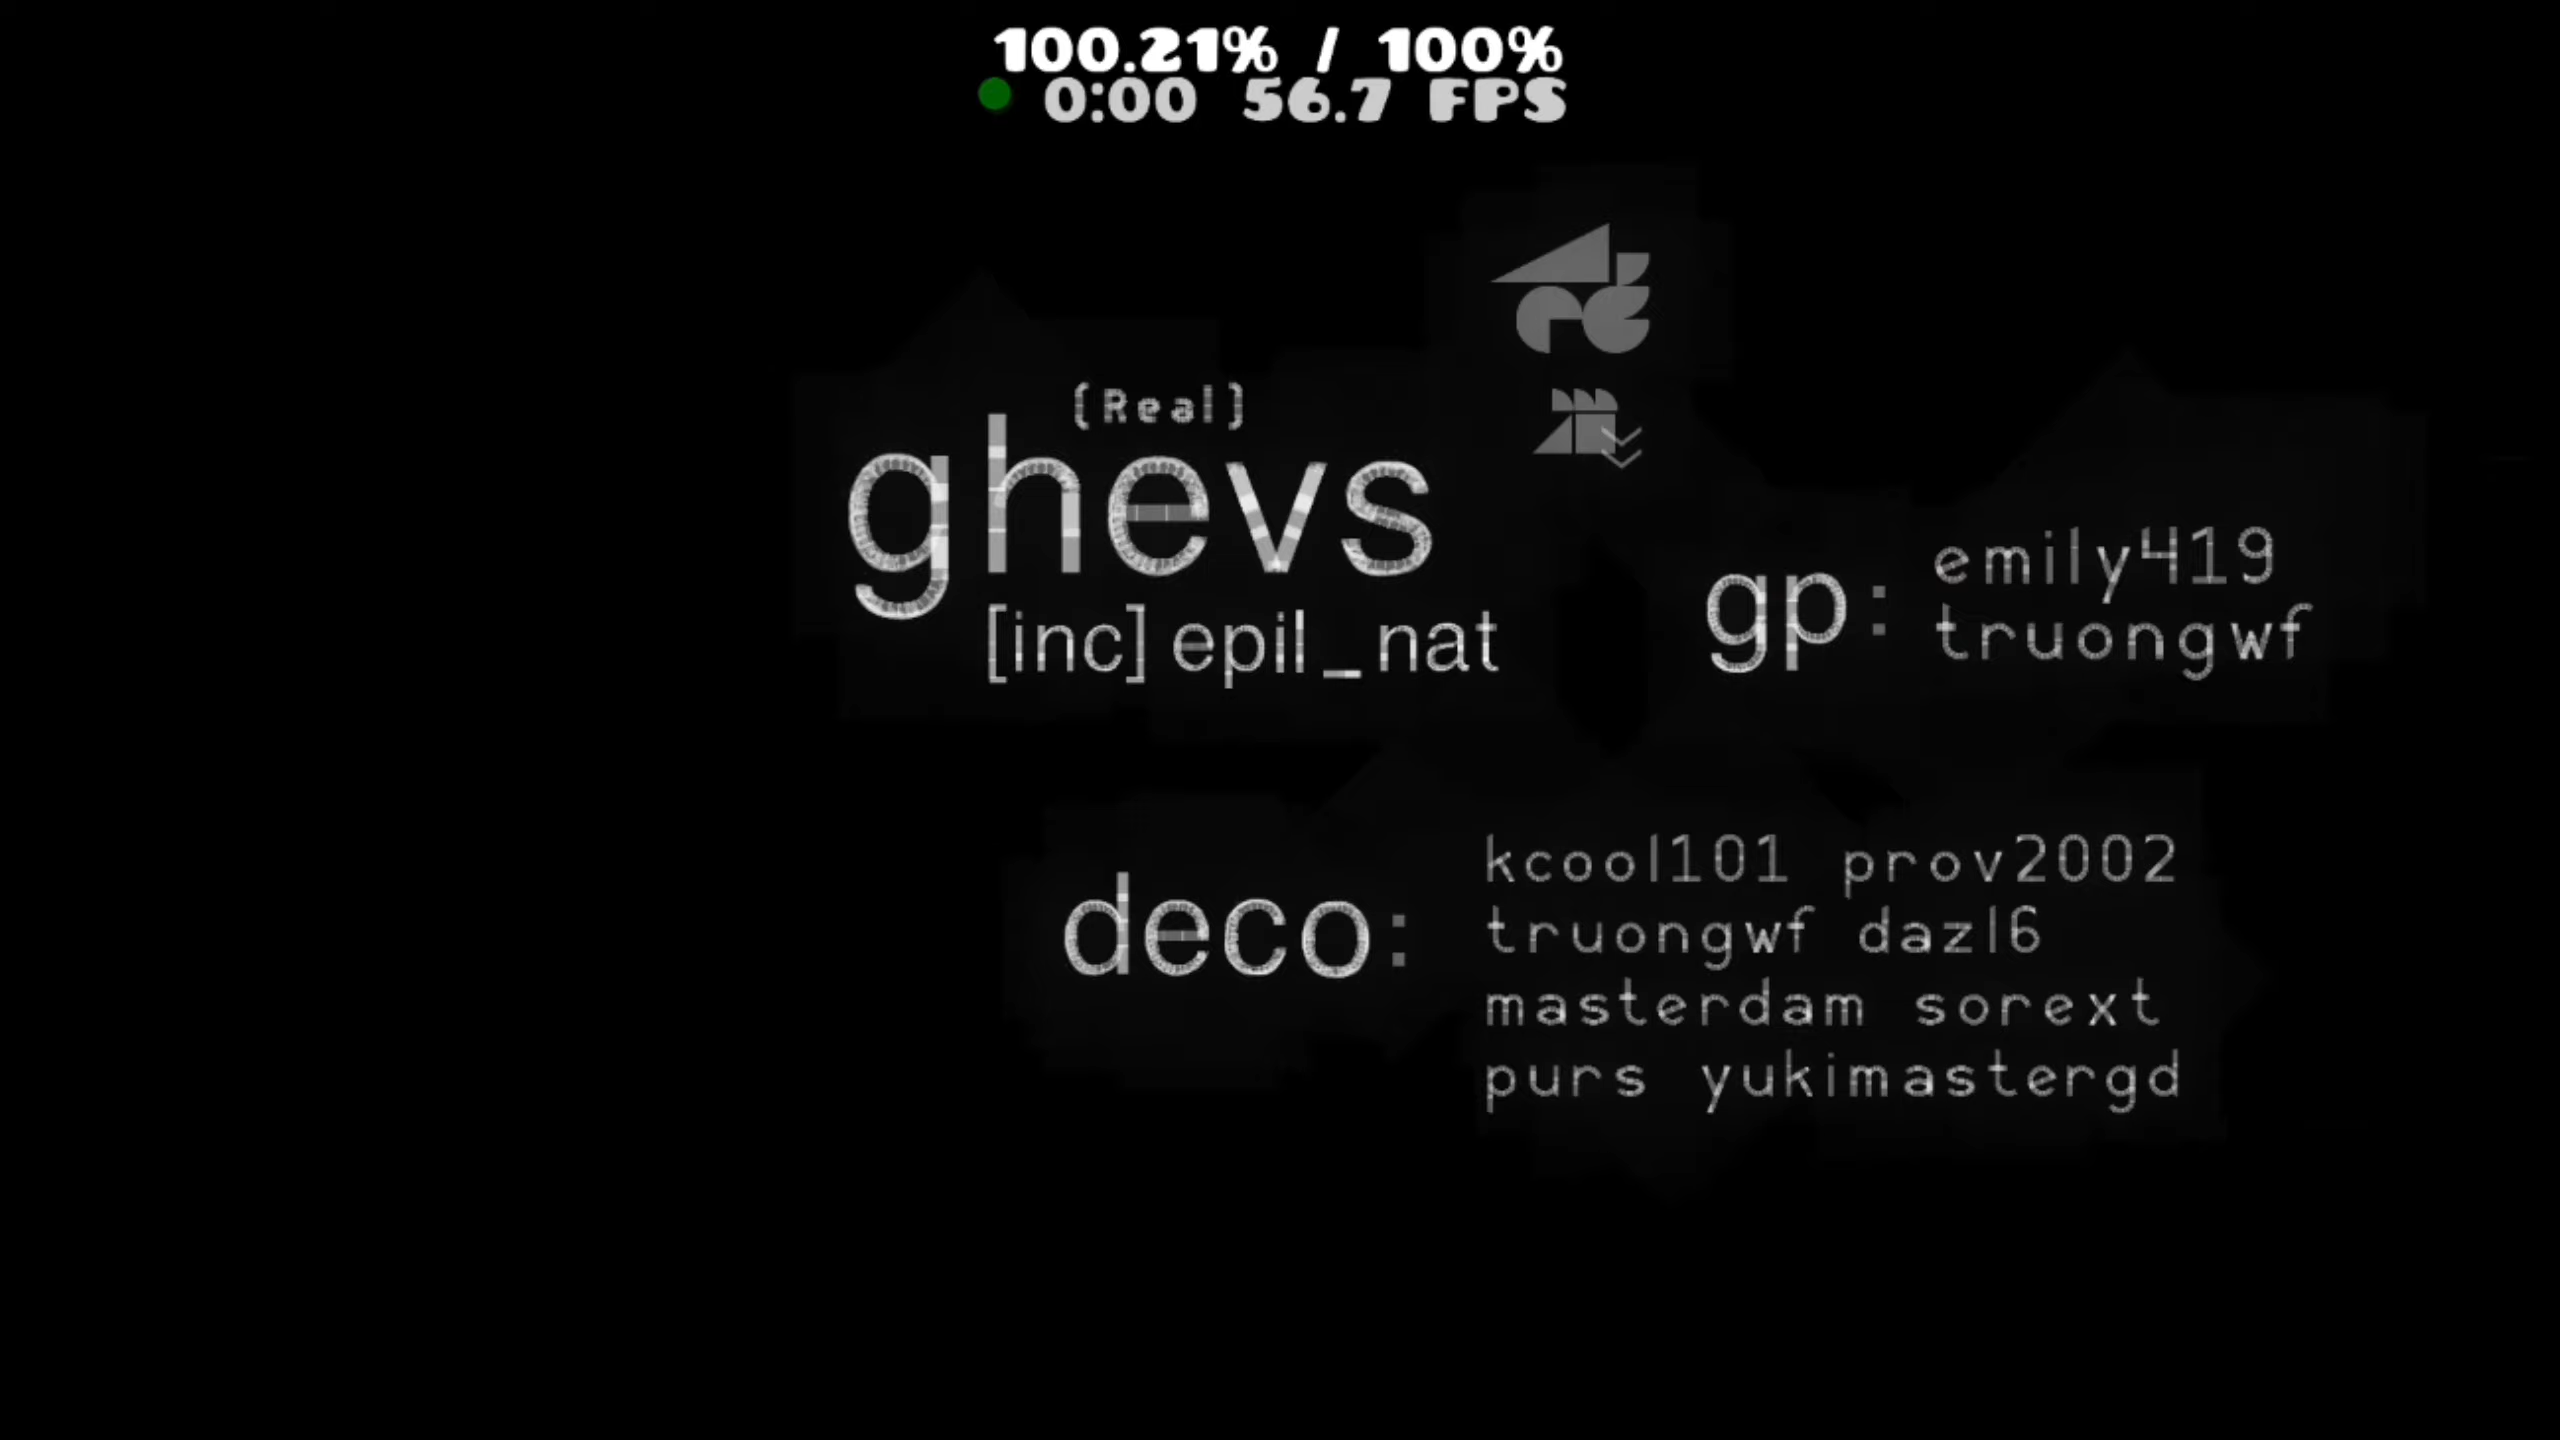 100.21% / 100%
0:00 56.7 FPS
[Real]
ghevs
[inc] epil_nat
gp:
emily419
truongwf
deco:
kcool101 prov2002
truongwf dazl6
masterdam sorext
purs yukimastergd